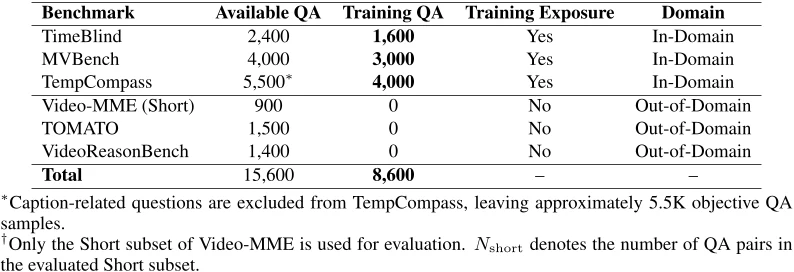 Benchmark Available QA Training QA Training Exposure Domain
TimeBlind 2,400 1,600 Yes In-Domain
MVBench 4,000 3,000 Yes In-Domain
TempCompass 5,500* 4,000 Yes In-Domain
Video-MME (Short) 900 0 No Out-of-Domain
TOMATO 1,500 0 No Out-of-Domain
VideoReasonBench 1,400 0 No Out-of-Domain
Total 15,600 8,600 – –
*Caption-related questions are excluded from TempCompass, leaving approximately 5.5K objective QA
samples.
†Only the Short subset of Video-MME is used for evaluation. Nshort denotes the number of QA pairs in
the evaluated Short subset.